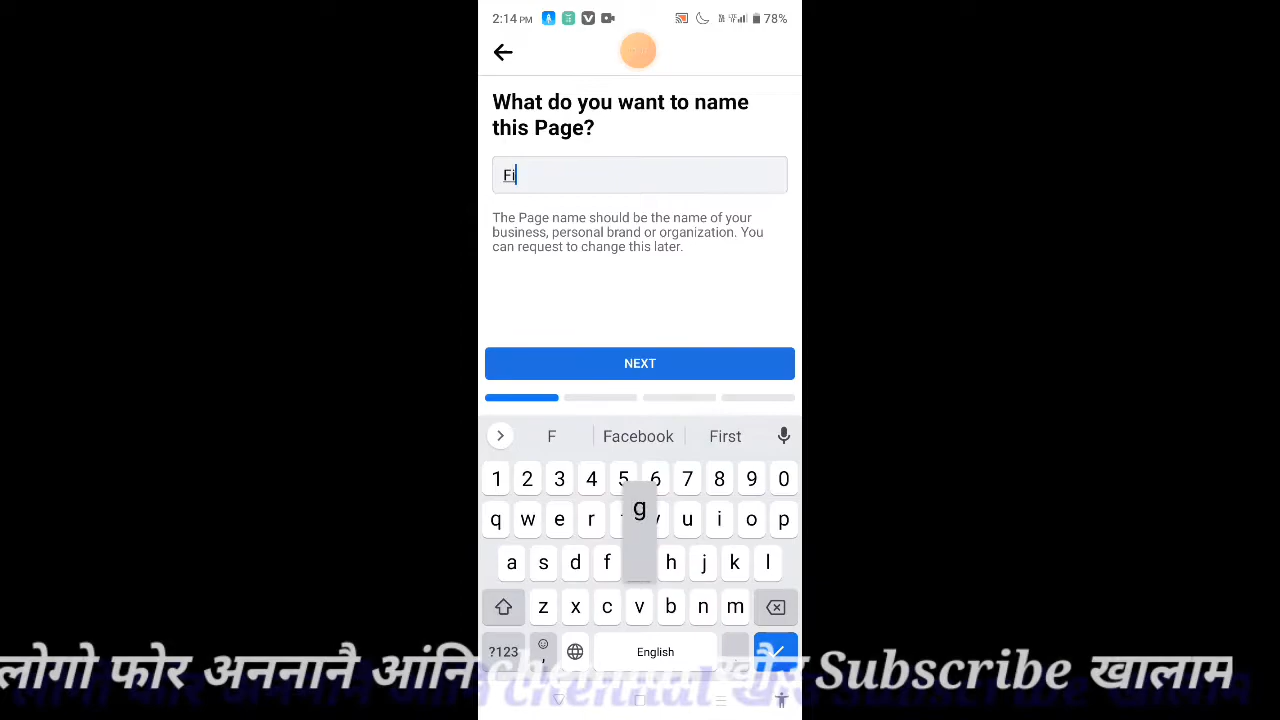 2:14 PM 78%
What do you want to name
this Page?
Fi
The Page name should be the name of your
business, personal brand or organization. You
can request to change this later.
NEXT
F Facebook First
1 2 3 4 5 6 7 8 9 0
g
q w e r u i o p
a s d f h j k l
z x c v b n m
?123 , English
लोगो फोर अननानै आंनि chennai खौ Subscribe खालाम